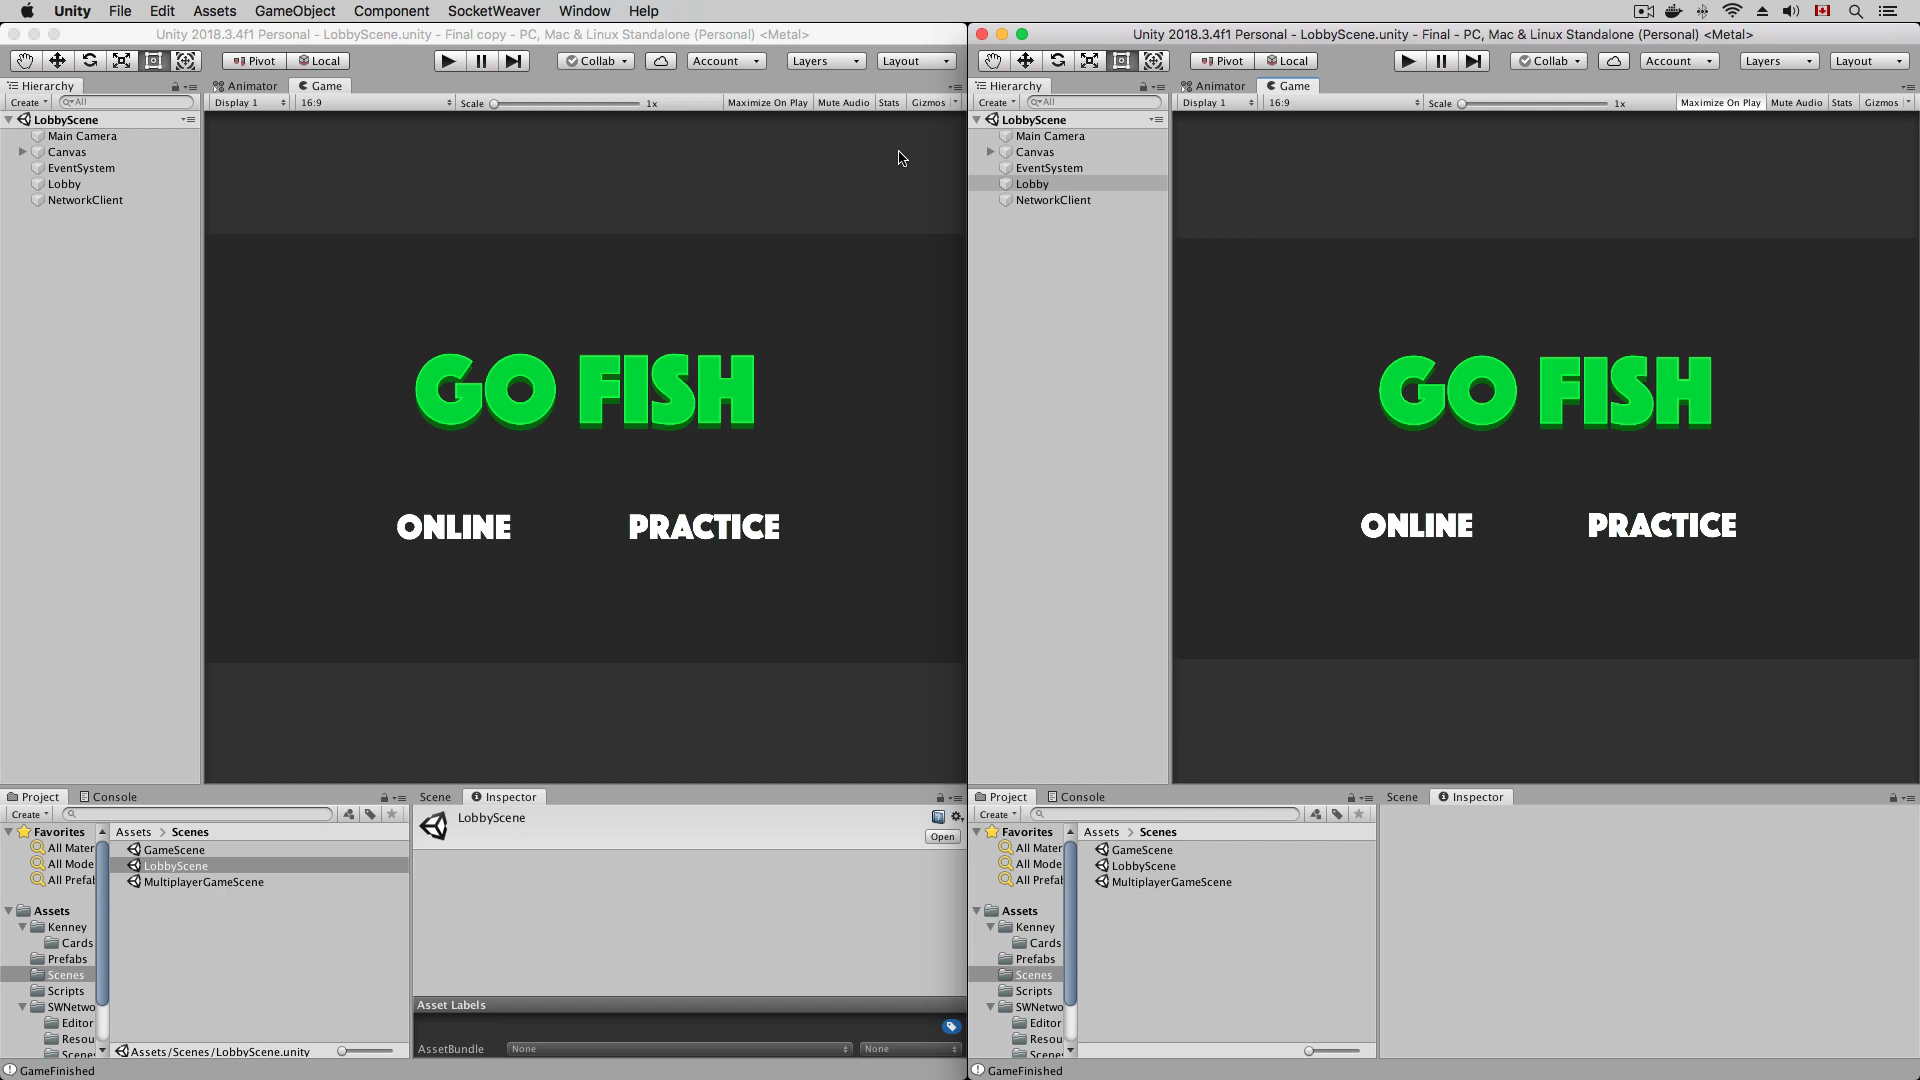 Unity File Edit Assets GameObject Component SocketWeaver Window Help
Unity 2018.3.4f1 Personal - LobbyScene.unity - Final copy - PC, Mac & Linux Standalone (Personal) <Metal>
Pivot Local Collab Account Layers Layout
Hierarchy Animator Game
Create All Display 1 16:9 Scale 1x Maximize On Play Mute Audio Stats Gizmos
LobbyScene
Main Camera
Canvas
EventSystem
Lobby
NetworkClient
GO FISH
ONLINE PRACTICE
Project Console Scene Inspector
Create
Favorites Assets > Scenes
All Mater GameScene
All Mode LobbyScene
All Prefab MultiplayerGameScene
Assets
Kenney
Cards
Prefabs
Scenes
Scripts
SWNetwo
Editor
Resou
Scenes
Assets/Scenes/LobbyScene.unity
LobbyScene
Open
Asset Labels
AssetBundle None None
GameFinished
Unity 2018.3.4f1 Personal - LobbyScene.unity - Final - PC, Mac & Linux Standalone (Personal) <Metal>
Pivot Local Collab Account Layers Layout
Hierarchy Animator Game
Create All Display 1 16:9 Scale 1x Maximize On Play Mute Audio Stats Gizmos
LobbyScene
Main Camera
Canvas
EventSystem
Lobby
NetworkClient
GO FISH
ONLINE PRACTICE
Project Console Scene Inspector
Create
Favorites Assets > Scenes
All Mater GameScene
All Mode LobbyScene
All Prefab MultiplayerGameScene
Assets
Kenney
Cards
Prefabs
Scenes
Scripts
SWNetwo
Editor
Resou
Scenes
GameFinished